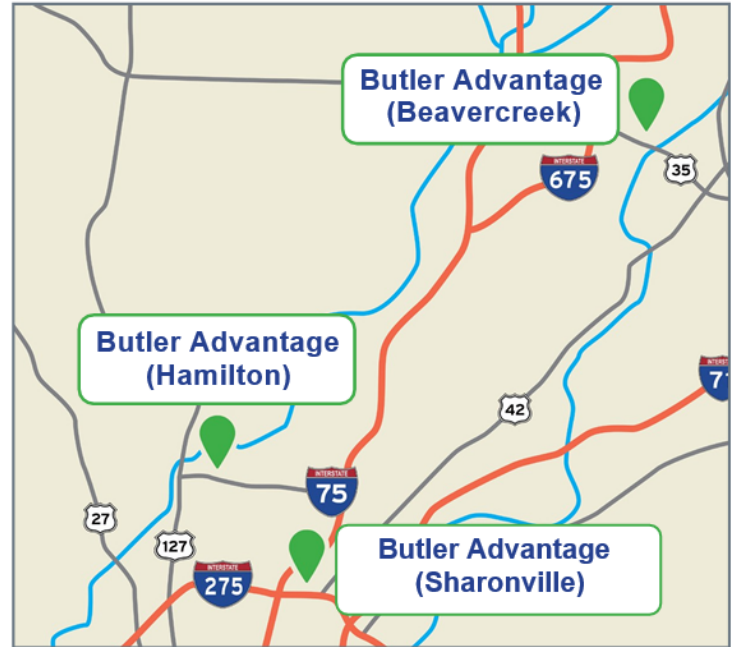 Butler Advantage
(Beavercreek)
INTERSTATE
675
35
Butler Advantage
(Hamilton)
42
INTERSTATE
75
27
127
INTERSTATE
275
Butler Advantage
(Sharonville)